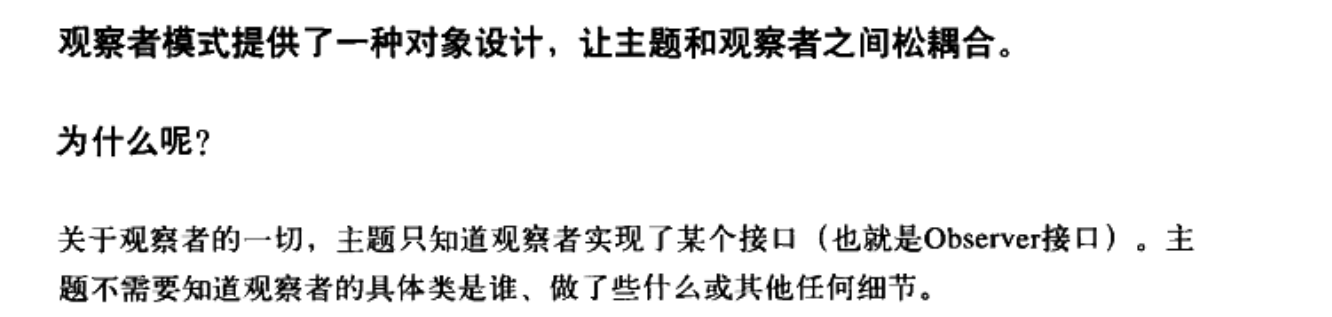 观察者模式提供了一种对象设计，让主题和观察者之间松耦合。
为什么呢?
关于观察者的一切，主题只知道观察者实现了某个接口（也就是Observer接口）。主
题不需要知道观察者的具体类是谁、做了些什么或其他任何细节。